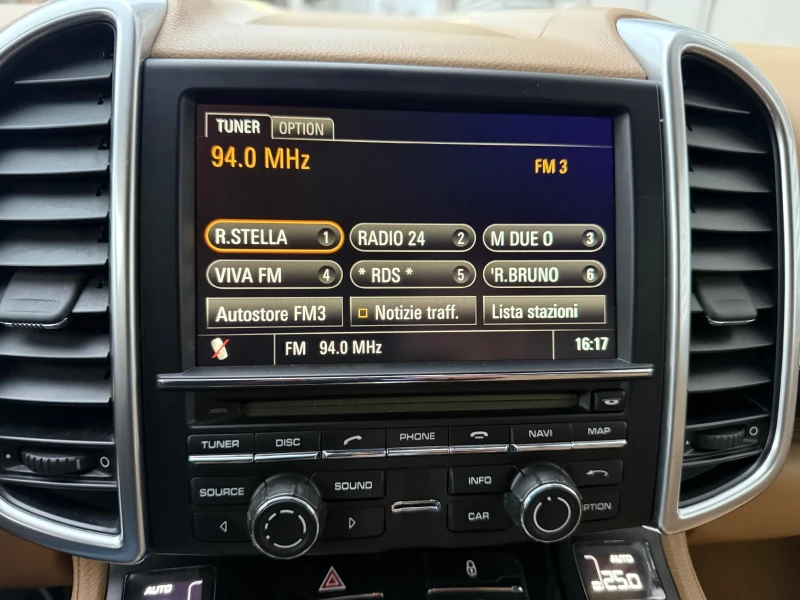 TUNER OPTION
94.0 MHz FM 3
R.STELLA 1 RADIO 24 2 M DUE O 3
VIVA FM 4 * RDS * 5 'R.BRUNO 6
Autostore FM3 Notizie traff. Lista stazioni
FM 94.0 MHz 16:17
TUNER DISC PHONE NAVI MAP
SOURCE SOUND INFO
CAR OPTION
AUTO AUTO
25.0